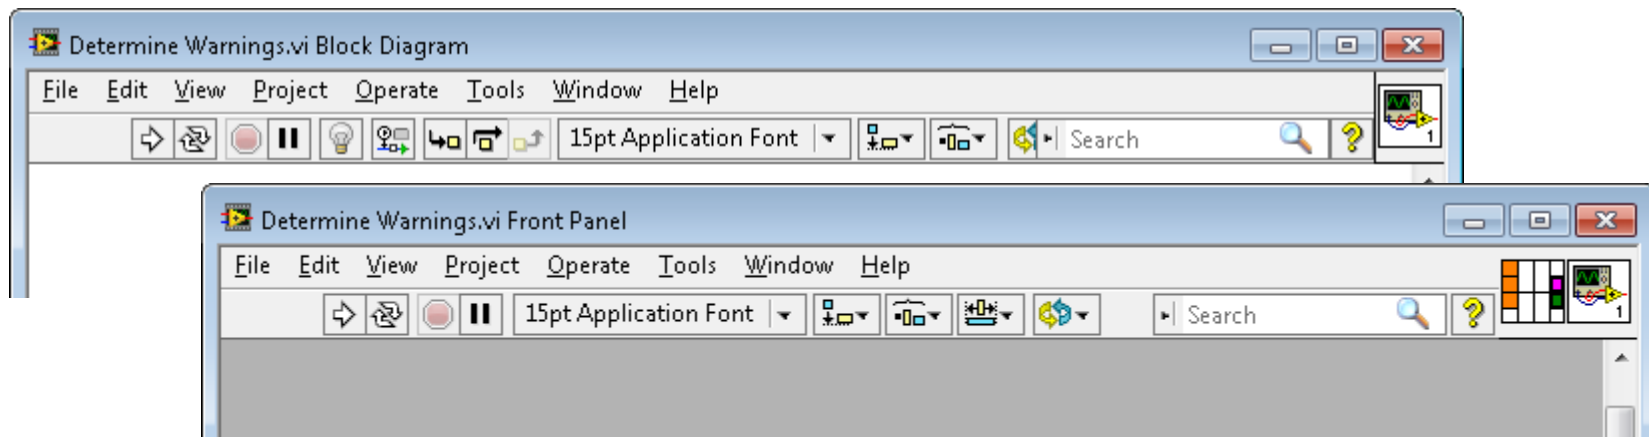 Determine Warnings.vi Block Diagram
File Edit View Project Operate Tools Window Help
15pt Application Font Search ? 1
Determine Warnings.vi Front Panel
File Edit View Project Operate Tools Window Help
15pt Application Font Search ? 1